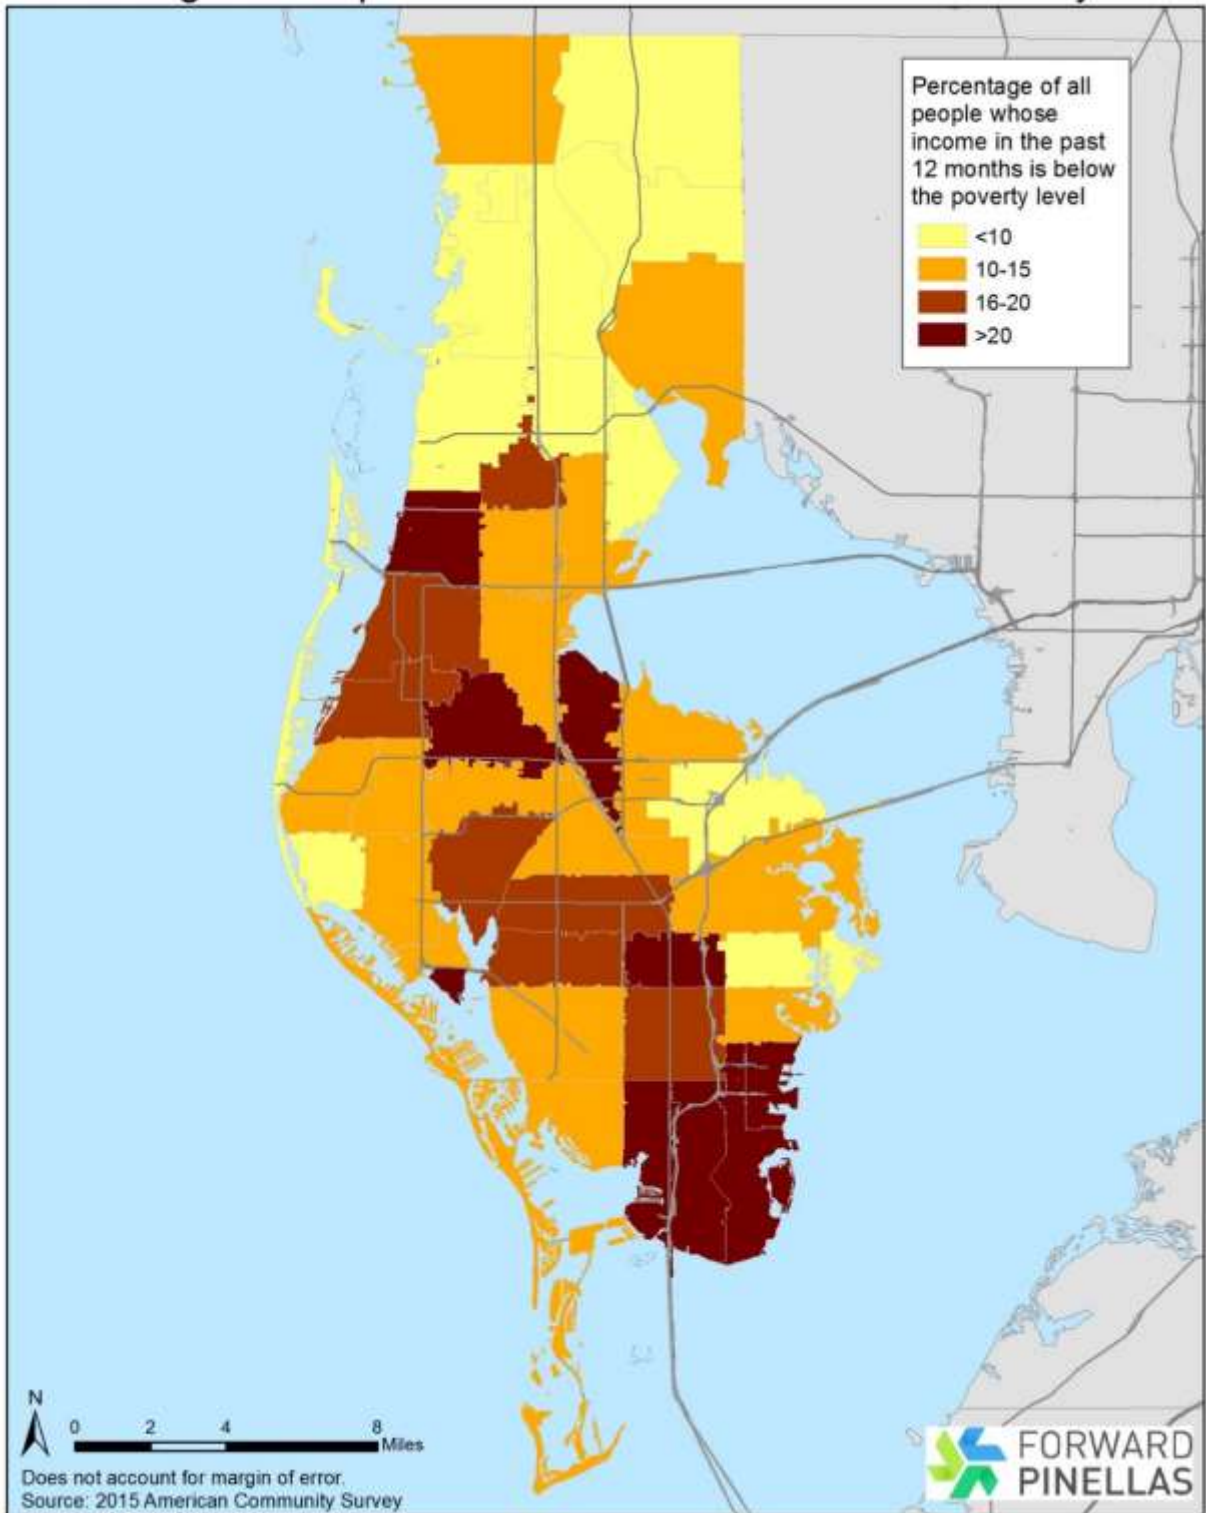 Percentage of all
people whose
income in the past
12 months is below
the poverty level
<10
10-15
16-20
>20
N
0 2 4 8
Miles
Does not account for margin of error.
Source: 2015 American Community Survey
FORWARD
PINELLAS